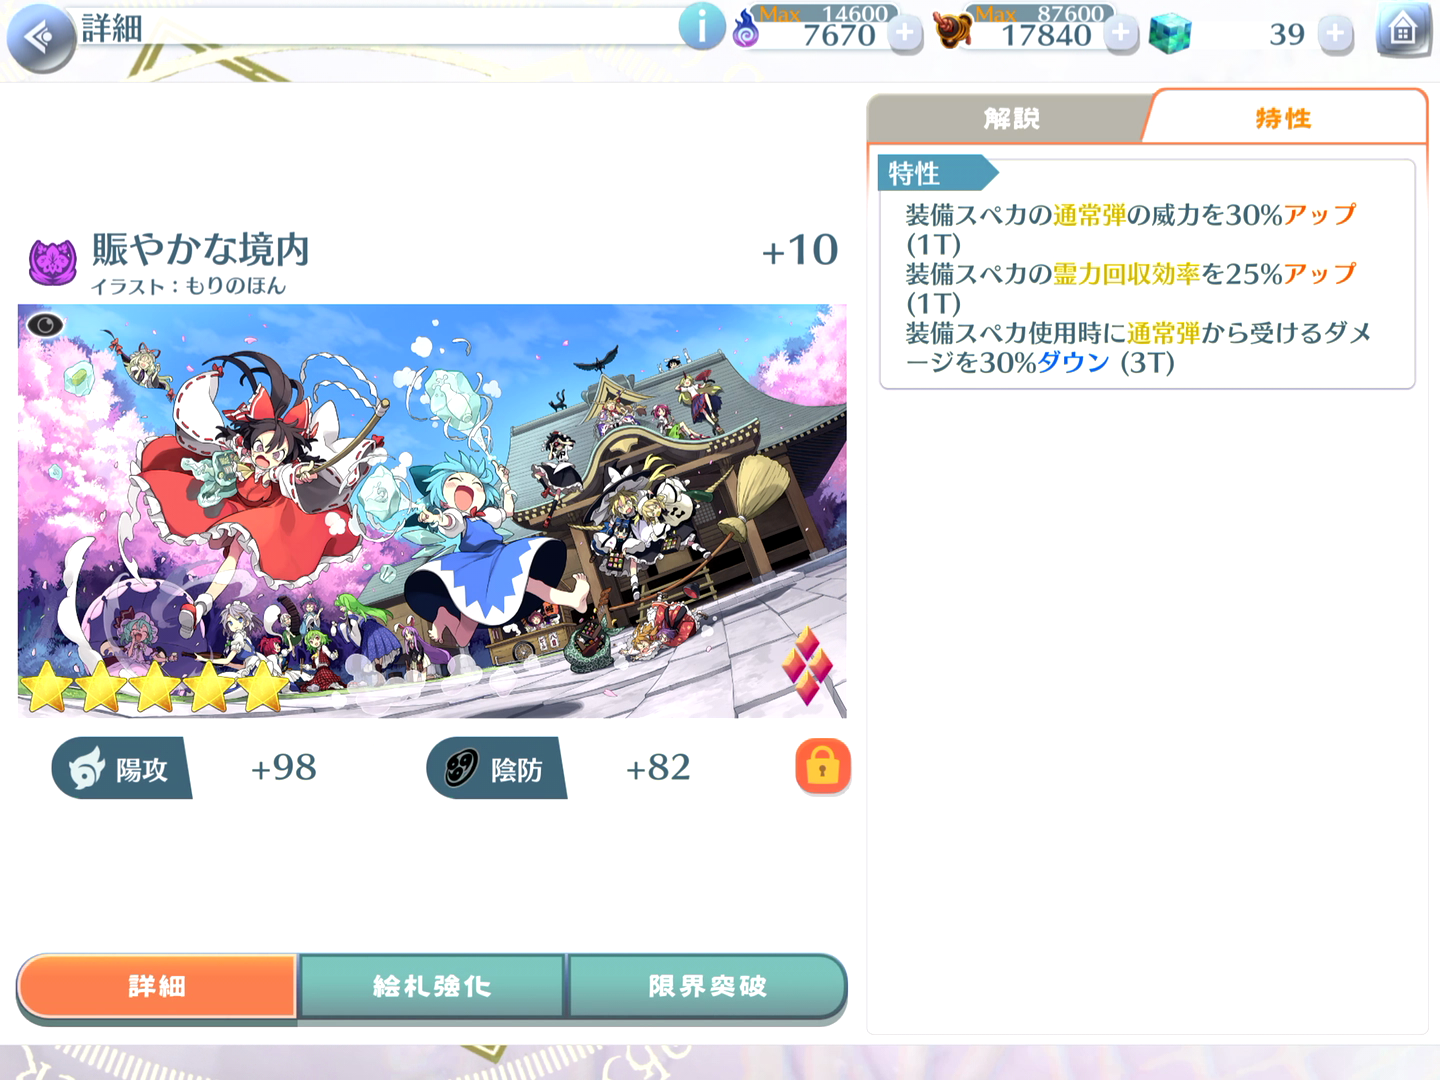 詳細
Max 14600
7670
Max 87600
17840
39
解説
特性
特性
装備スペカの通常弾の威力を30%アップ
(1T)
装備スペカの霊力回収効率を25%アップ
(1T)
装備スペカ使用時に通常弾から受けるダメ
ージを30%ダウン (3T)
賑やかな境内
+10
イラスト：もりのほん
陽攻
+98
陰防
+82
詳細
絵札強化
限界突破